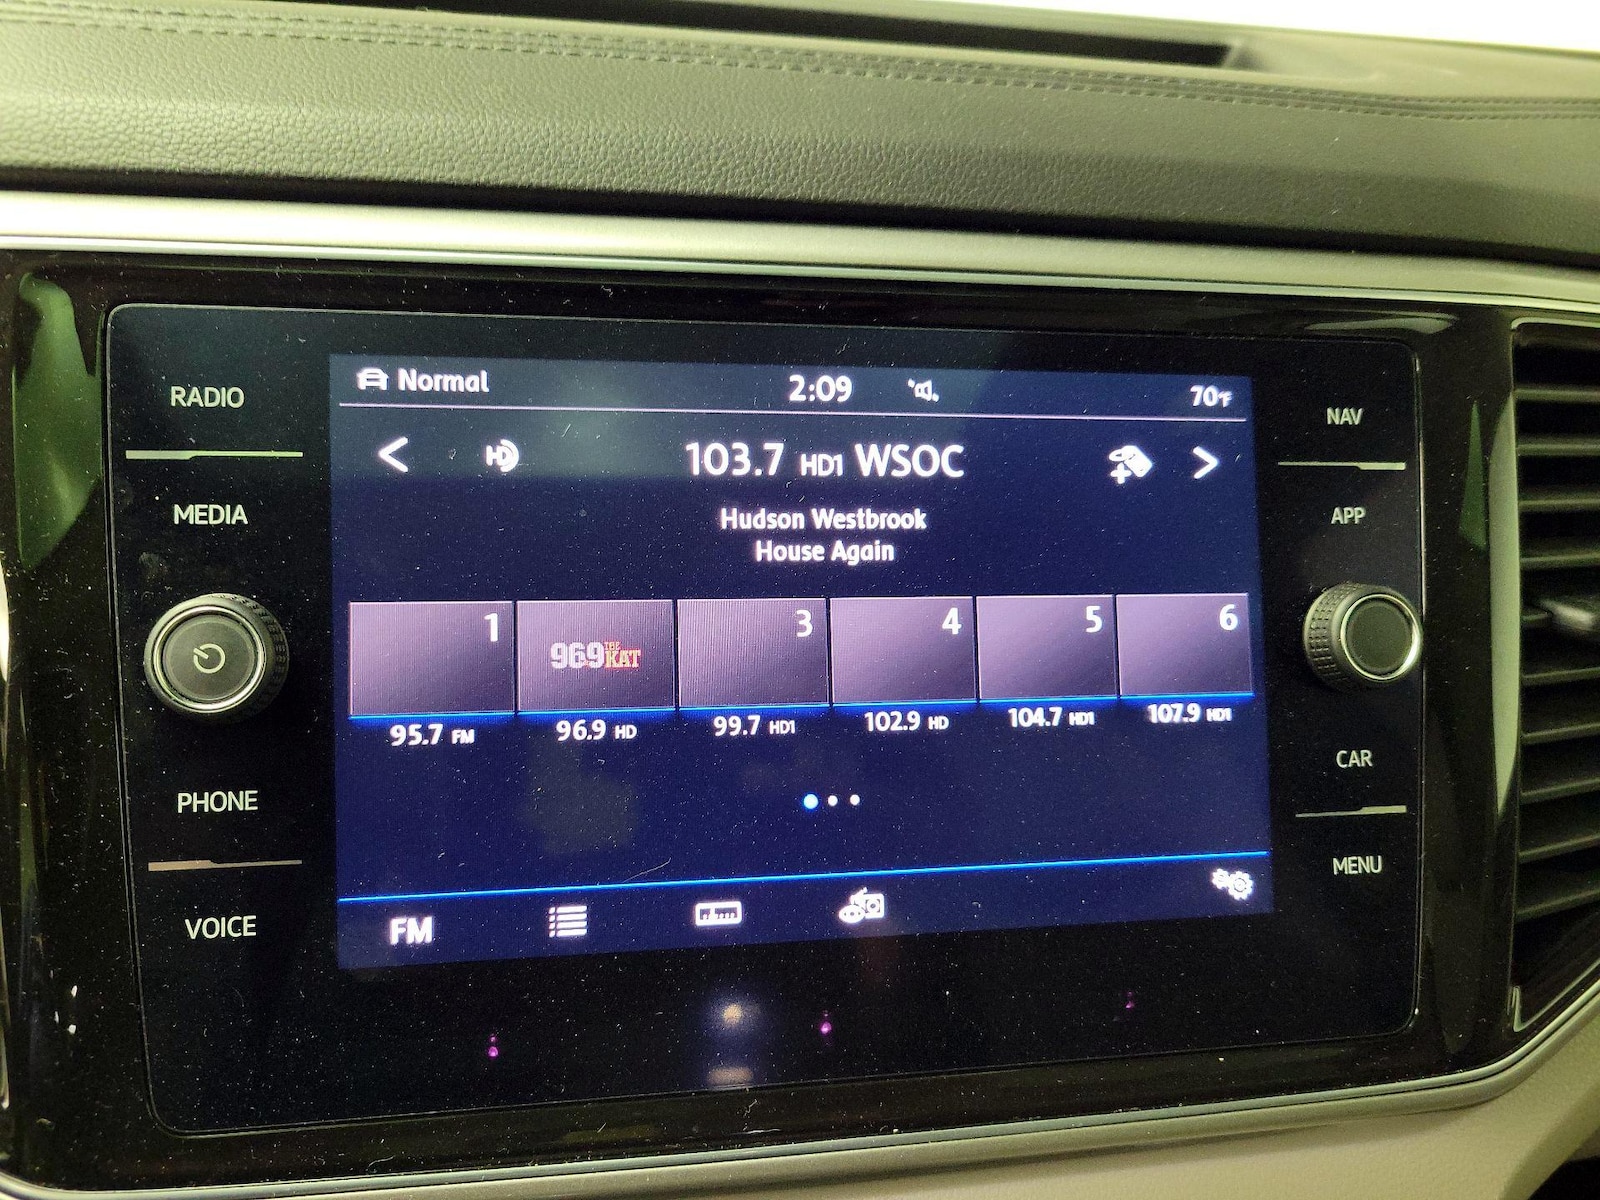 RADIO
MEDIA
PHONE
VOICE
Normal
2:09
70°F
HD
103.7 HD1 WSOC
Hudson Westbrook
House Again
1
969 THE KAT
3
4
5
6
95.7 FM
96.9 HD
99.7 HD1
102.9 HD
104.7 HD1
107.9 HD1
FM
NAV
APP
CAR
MENU